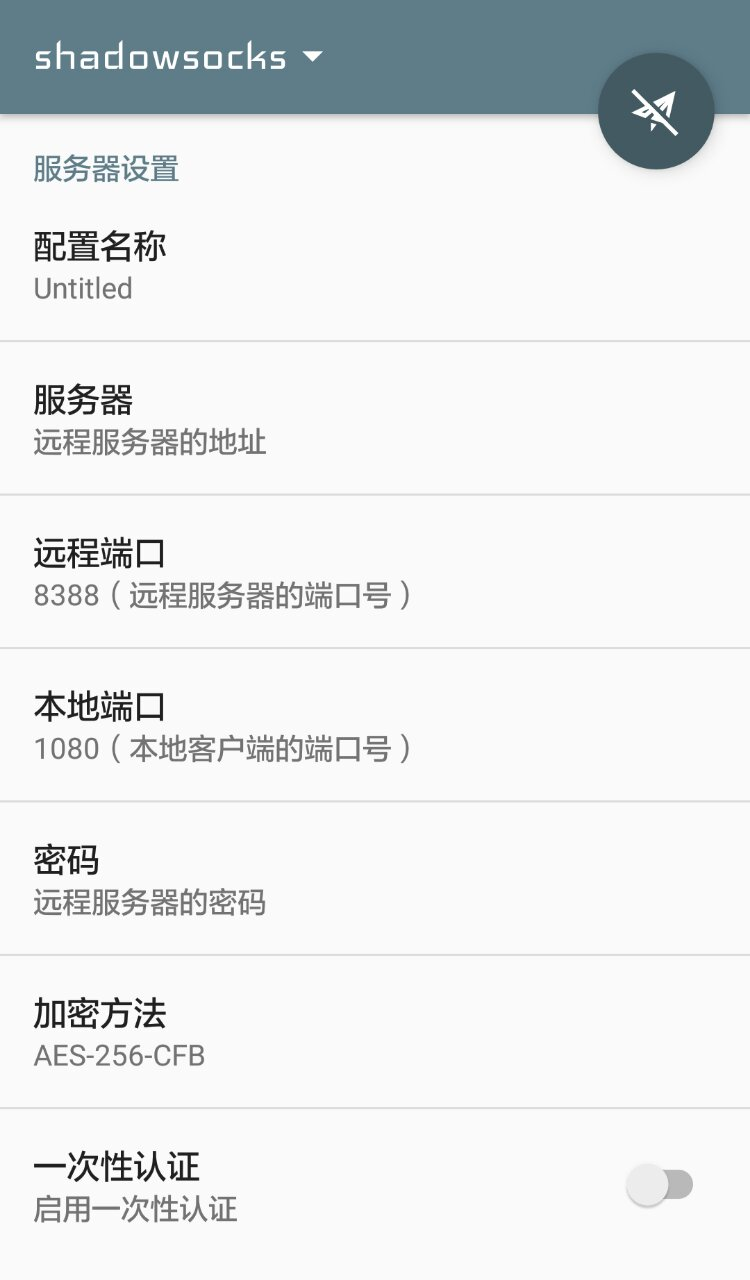 shadowsocks
服务器设置
配置名称
Untitled
服务器
远程服务器的地址
远程端口
8388（远程服务器的端口号）
本地端口
1080（本地客户端的端口号）
密码
远程服务器的密码
加密方法
AES-256-CFB
一次性认证
启用一次性认证